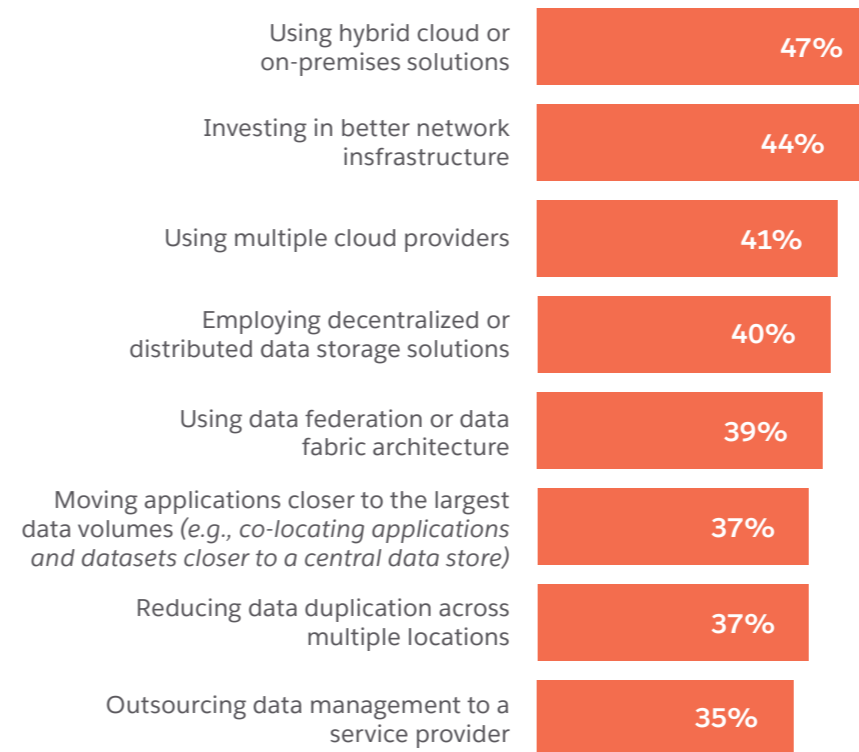 Using hybrid cloud or
on-premises solutions
47%
Investing in better network
insfrastructure
44%
Using multiple cloud providers
41%
Employing decentralized or
distributed data storage solutions
40%
Using data federation or data
fabric architecture
39%
Moving applications closer to the largest
data volumes (e.g., co-locating applications
and datasets closer to a central data store)
37%
Reducing data duplication across
multiple locations
37%
Outsourcing data management to a
service provider
35%